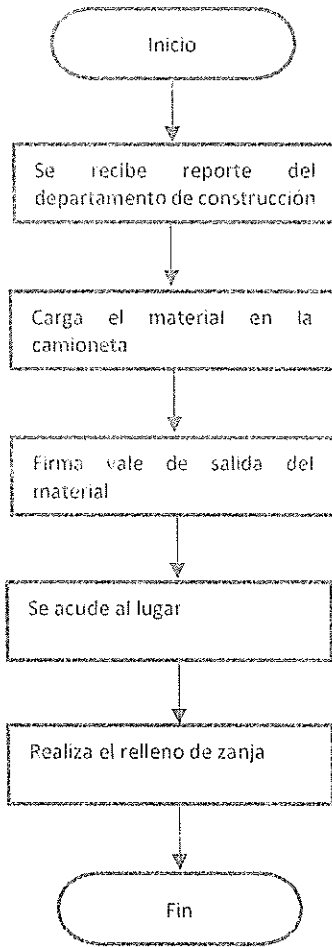 Inicio
Se recibe reporte del
departamento de construcción
Carga el material en la
camioneta
Firma vale de salida del
material
Se acude al lugar
Realiza el relleno de zanja
Fin